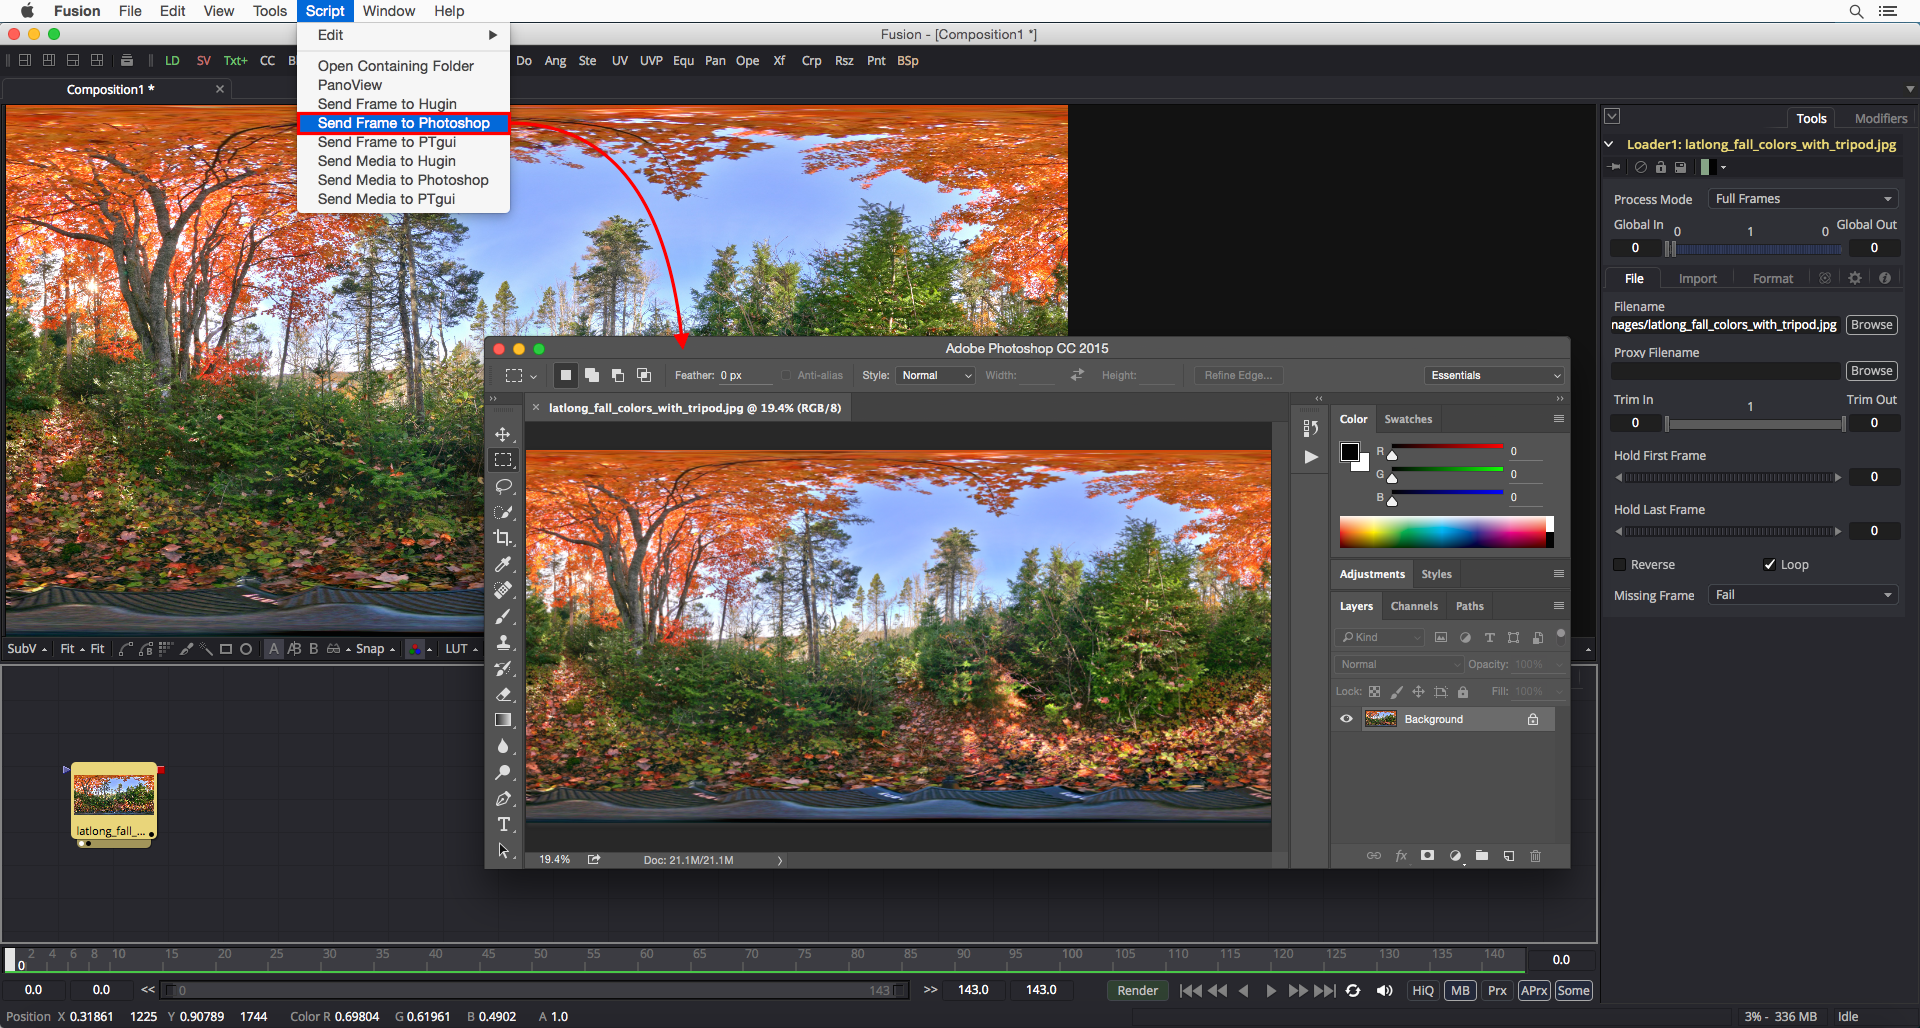 Fusion File Edit View Tools Script Window Help
Fusion - [Composition1 *]
Edit
Open Containing Folder
PanoView
Send Frame to Hugin
Send Frame to Photoshop
Send Frame to PTgui
Send Media to Hugin
Send Media to Photoshop
Send Media to PTgui
LD SV Txt+ CC B Do Ang Ste UV UVP Equ Pan Ope Xf Crp Rsz Pnt BSp
Composition1 *
Tools Modifiers
Loader1: latlong_fall_colors_with_tripod.jpg
Process Mode Full Frames
Global In 0 1 0 Global Out
0 0
File Import Format
Filename
nages/latlong_fall_colors_with_tripod.jpg Browse
Proxy Filename
Browse
Trim In 1 Trim Out
0 0
Hold First Frame
0
Hold Last Frame
0
Reverse Loop
Missing Frame Fail
Adobe Photoshop CC 2015
Feather: 0 px Anti-alias Style: Normal Width: Height: Refine Edge... Essentials
latlong_fall_colors_with_tripod.jpg @ 19.4% (RGB/8)
Color Swatches
R 0
G 0
B 0
Adjustments Styles
Layers Channels Paths
Kind
Normal Opacity: 100%
Lock: Fill: 100%
Background
fx
19.4% Doc: 21.1M/21.1M
SubV Fit Fit A A|B B Snap LUT
latlong_fall_...
0 2 4 6 8 10 15 20 25 30 35 40 45 50 55 60 65 70 75 80 85 90 95 100 105 110 115 120 125 130 135 140 0.0
0.0 0.0 << 0 143 >> 143.0 143.0 Render HiQ MB Prx APrx Some
Position X 0.31861 1225 Y 0.90789 1744 Color R 0.69804 G 0.61961 B 0.4902 A 1.0 3% - 336 MB Idle